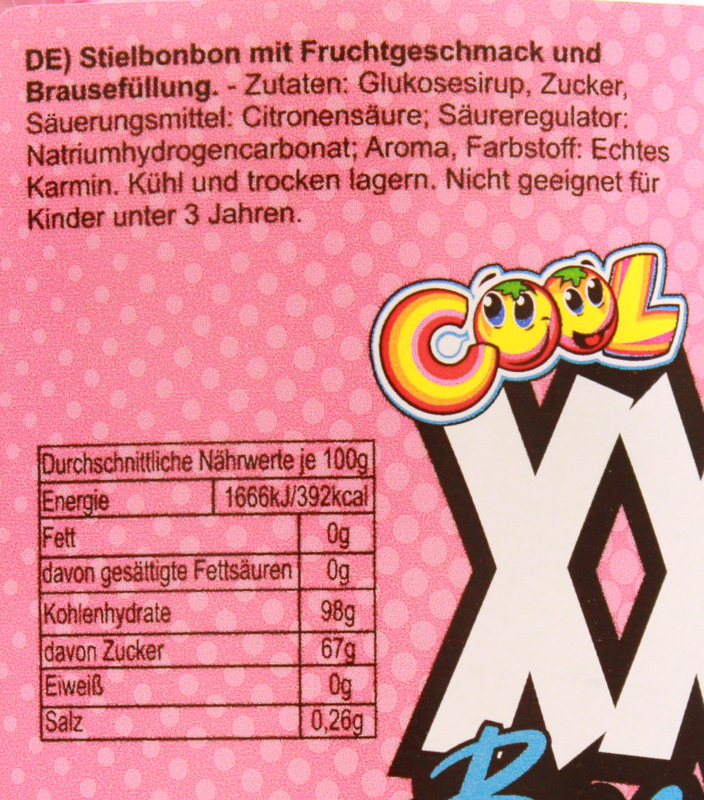 DE) Stielbonbon mit Fruchtgeschmack und
Brausefüllung. - Zutaten: Glukosesirup, Zucker,
Säuerungsmittel: Citronensäure; Säureregulator:
Natriumhydrogencarbonat; Aroma, Farbstoff: Echtes
Karmin. Kühl und trocken lagern. Nicht geeignet für
Kinder unter 3 Jahren.
COOL
XX
Durchschnittliche Nährwerte je 100g
Energie 1666kJ/392kcal
Fett 0g
davon gesättigte Fettsäuren 0g
Kohlenhydrate 98g
davon Zucker 67g
Eiweiß 0g
Salz 0,26g